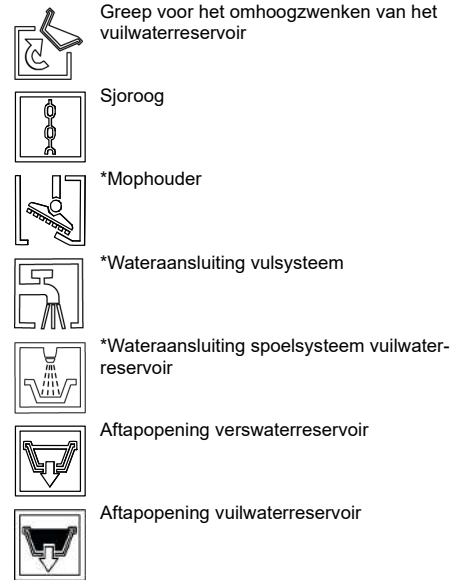 Greep voor het omhoogzwenken van het
vuilwaterreservoir
Sjoroog
*Mophouder
*Wateraansluiting vulsysteem
*Wateraansluiting spoelsysteem vuilwater-
reservoir
Aftapopening verswaterreservoir
Aftapopening vuilwaterreservoir